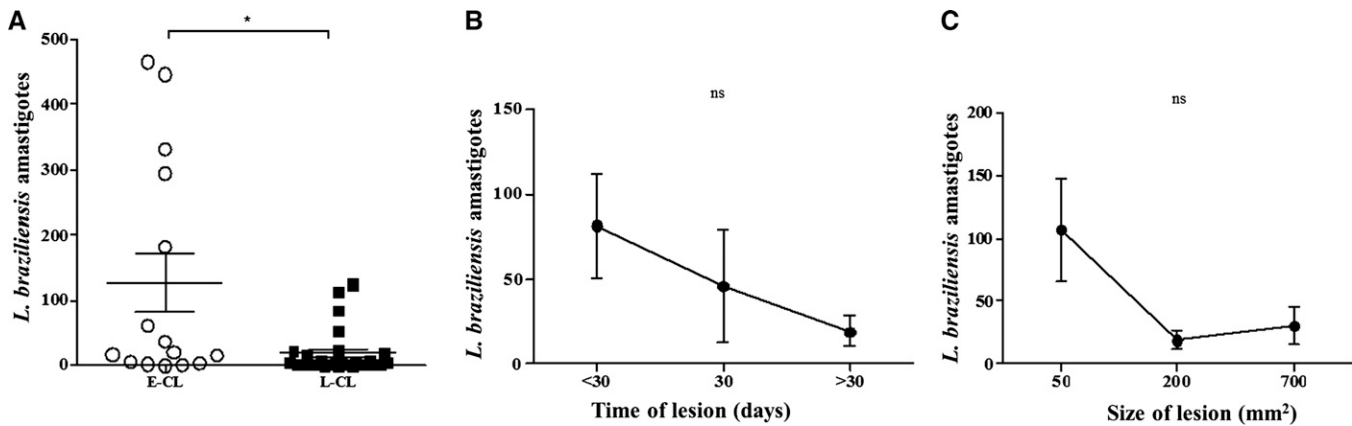 A
*
500
400
300
200
100
0
L. braziliensis amastigotes
E-CL
L-CL
B
ns
150
100
50
0
L. braziliensis amastigotes
<30
30
>30
Time of lesion (days)
C
ns
200
150
100
50
0
L. braziliensis amastigotes
50
200
700
Size of lesion (mm²)